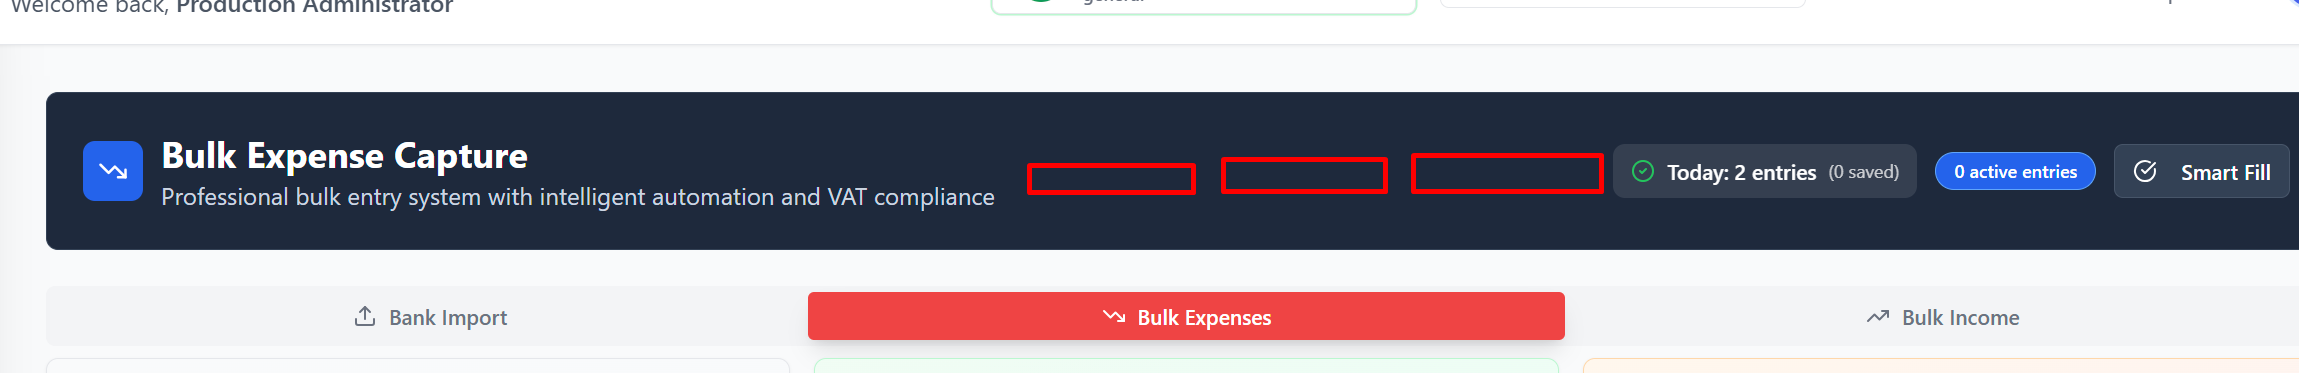 Welcome back, Production Administrator
general
Bulk Expense Capture
Professional bulk entry system with intelligent automation and VAT compliance
Today: 2 entries (0 saved)
0 active entries
Smart Fill
Bank Import
Bulk Expenses
Bulk Income